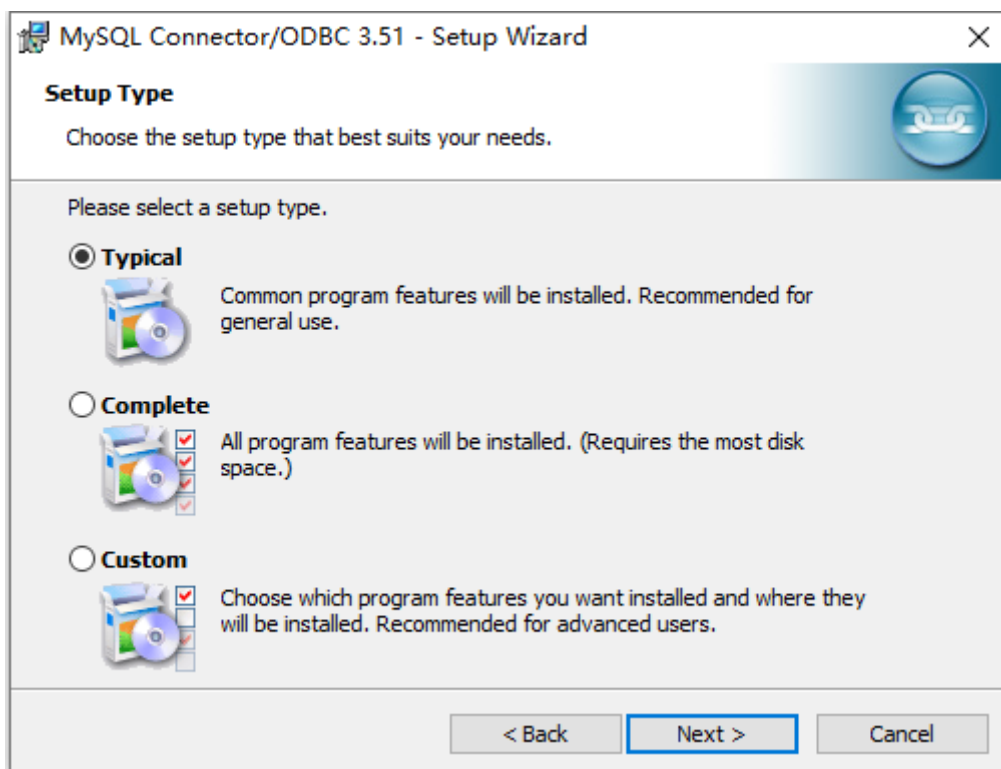 MySQL Connector/ODBC 3.51 - Setup Wizard
Setup Type
Choose the setup type that best suits your needs.
Please select a setup type.
Typical
Common program features will be installed. Recommended for
general use.
Complete
All program features will be installed. (Requires the most disk
space.)
Custom
Choose which program features you want installed and where they
will be installed. Recommended for advanced users.
< Back
Next >
Cancel